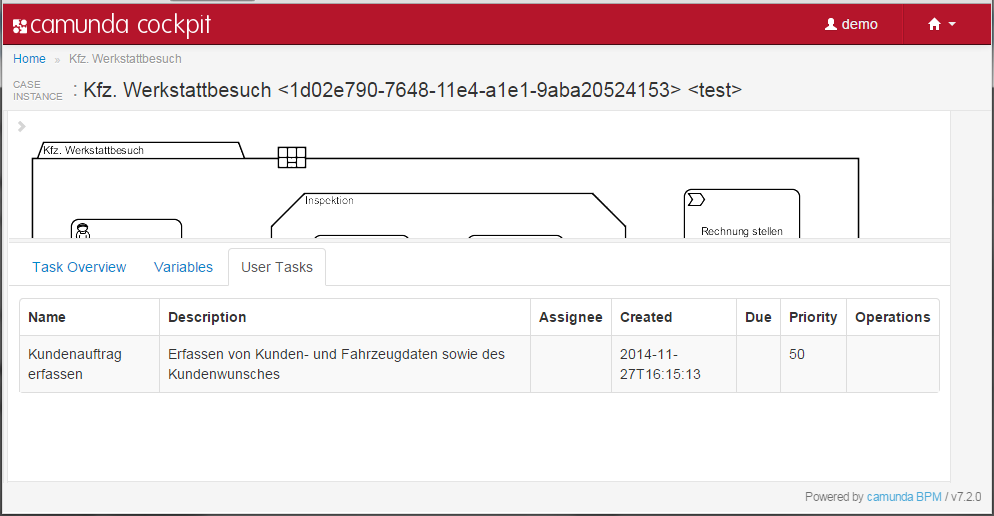 camunda cockpit
demo
Home » Kfz. Werkstattbesuch
CASE INSTANCE : Kfz. Werkstattbesuch <1d02e790-7648-11e4-a1e1-9aba20524153> <test>
Kfz. Werkstattbesuch
Inspektion
Rechnung stellen
Task Overview Variables User Tasks
Name Description Assignee Created Due Priority Operations
Kundenauftrag Erfassen von Kunden- und Fahrzeugdaten sowie des 2014-11- 50
erfassen Kundenwunsches 27T16:15:13
Powered by camunda BPM / v7.2.0